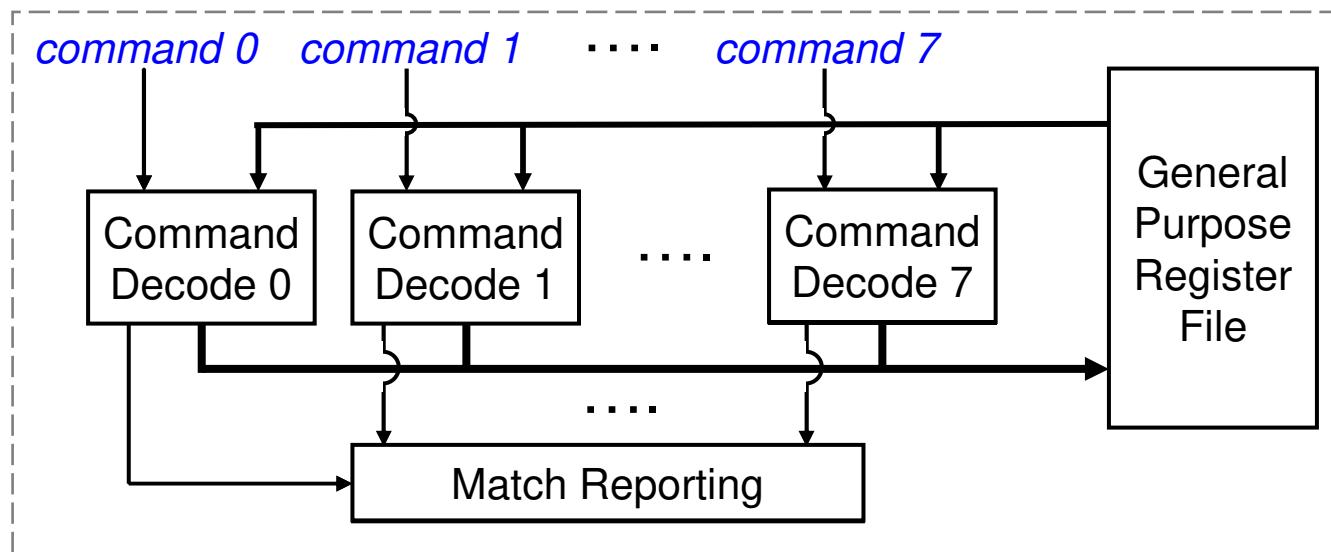 command 0
command 1
....
command 7
Command
Decode 0
Command
Decode 1
....
Command
Decode 7
General
Purpose
Register
File
....
Match Reporting